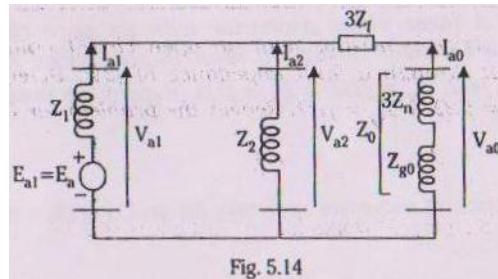 3Z_f
I_a1
I_a2
I_a0
Z_1
V_a1
Z_2
V_a2
Z_0
3Z_n
Z_g0
V_a0
+
E_a1=E_a
−
Fig. 5.14